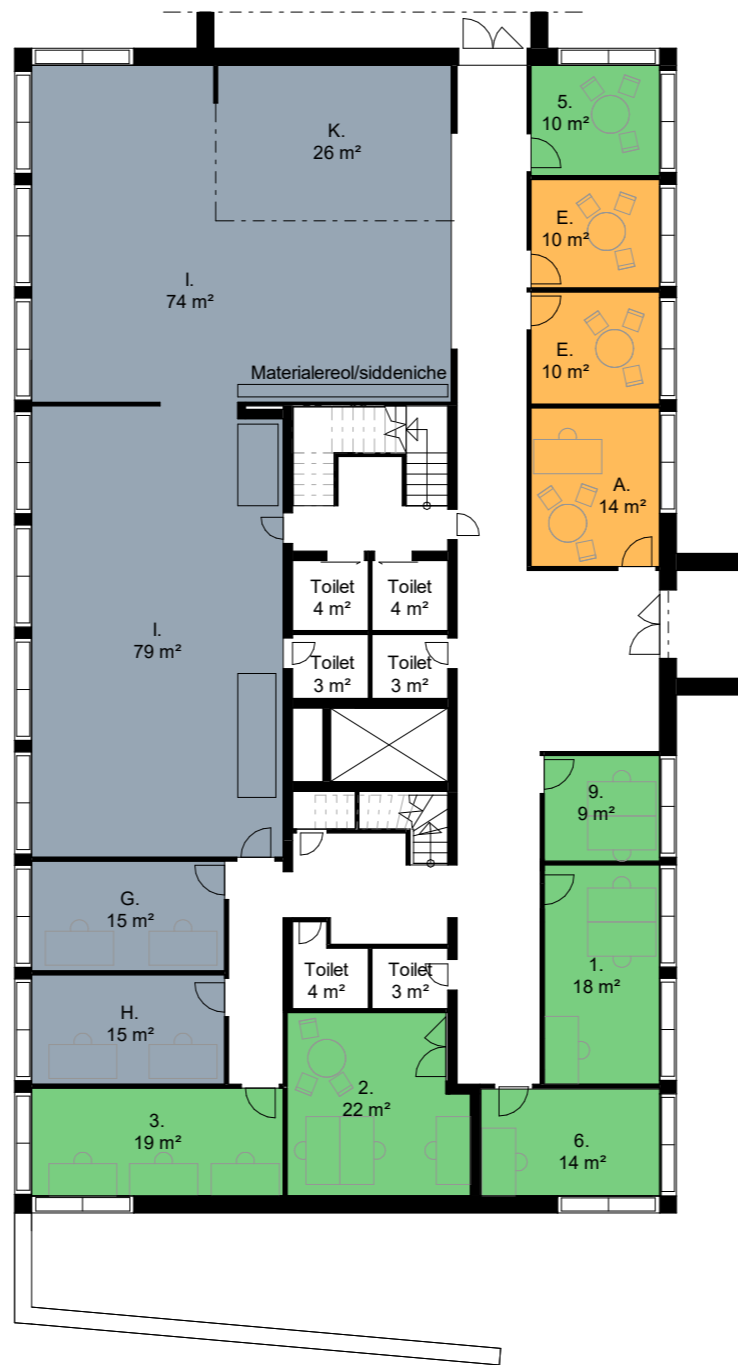 K.
26 m²
5.
10 m²
E.
10 m²
I.
74 m²
E.
10 m²
Materialereol/siddeniche
A.
14 m²
Toilet
4 m²
Toilet
4 m²
I.
79 m²
Toilet
3 m²
Toilet
3 m²
9.
9 m²
G.
15 m²
1.
18 m²
Toilet
4 m²
Toilet
3 m²
H.
15 m²
2.
22 m²
3.
19 m²
6.
14 m²